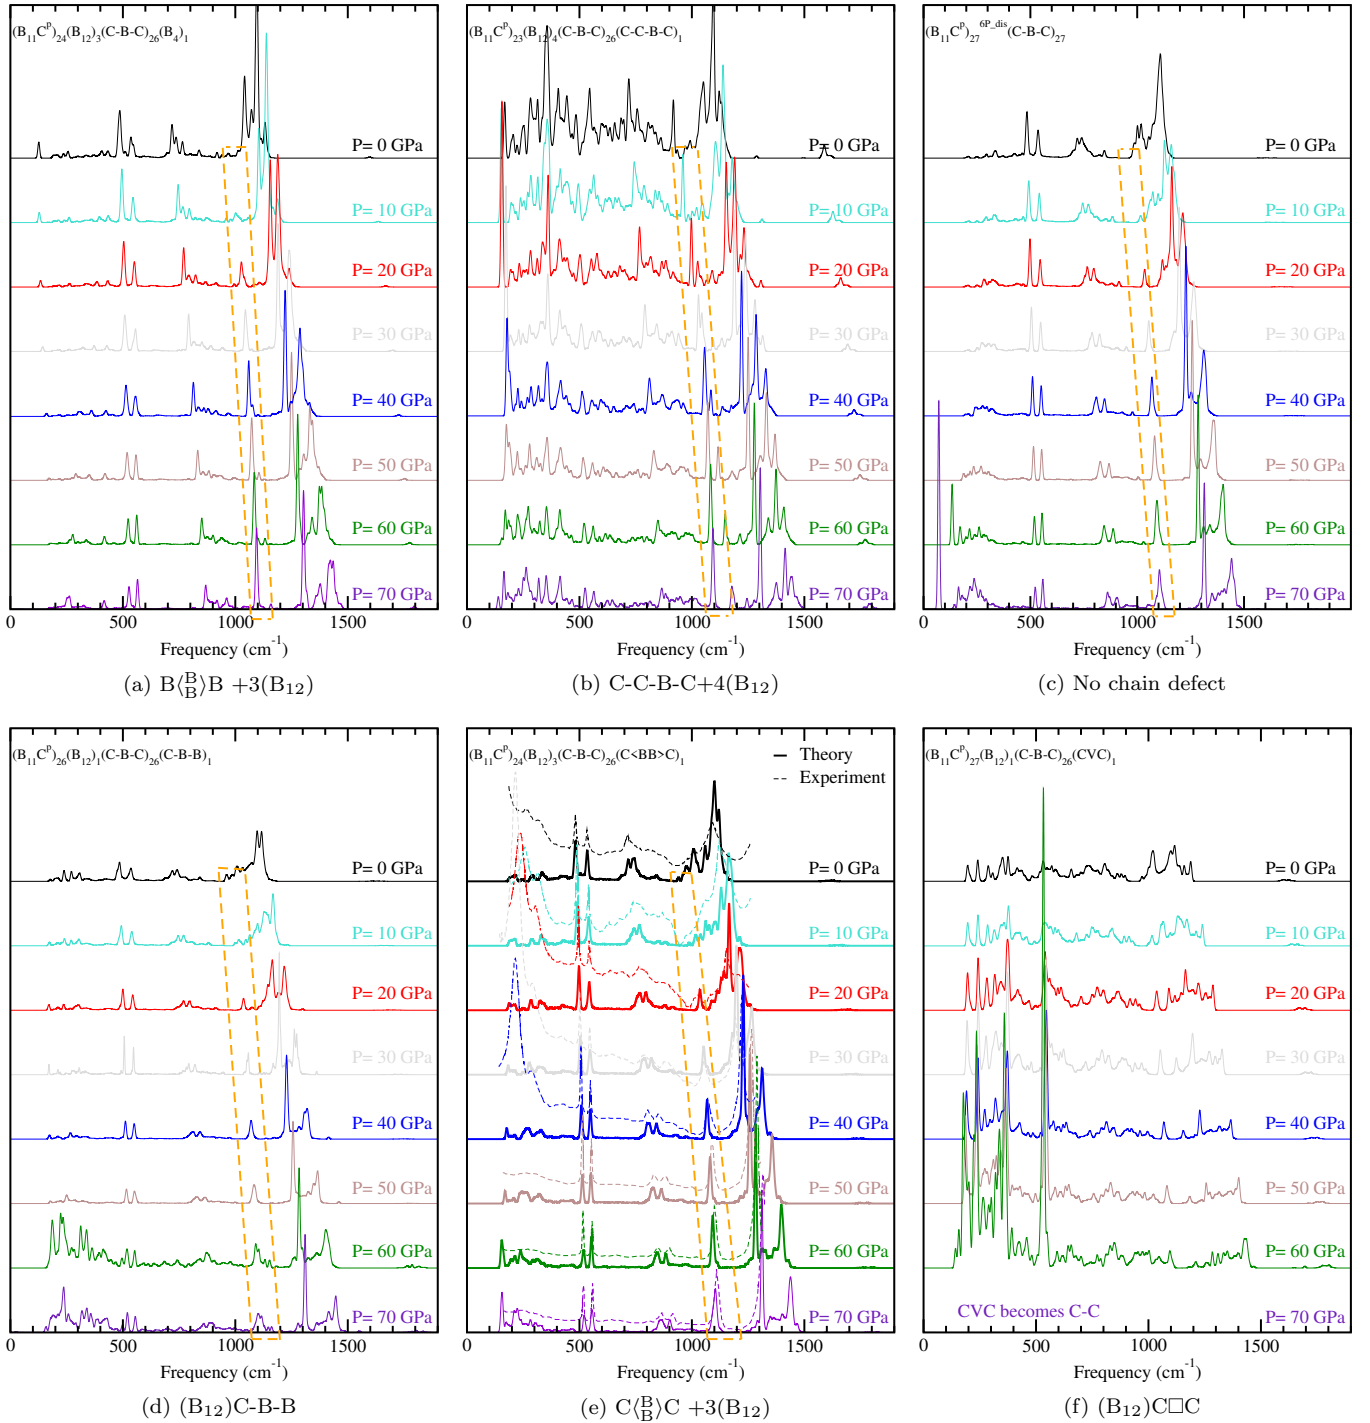 (B₁₁Cᵖ)₂₄(B₁₂)₃(C-B-C)₂₆(B₄)₁
P= 0 GPa
P= 10 GPa
P= 20 GPa
P= 30 GPa
P= 40 GPa
P= 50 GPa
P= 60 GPa
P= 70 GPa
0 500 1000 1500
Frequency (cm⁻¹)
(a) B⟨B B⟩B +3(B₁₂)
(B₁₁Cᵖ)₂₃(B₁₂)₄(C-B-C)₂₆(C-C-B-C)₁
P= 0 GPa
P= 10 GPa
P= 20 GPa
P= 30 GPa
P= 40 GPa
P= 50 GPa
P= 60 GPa
P= 70 GPa
0 500 1000 1500
Frequency (cm⁻¹)
(b) C-C-B-C+4(B₁₂)
(B₁₁Cᵖ)₂₇⁶ᴾ_ᵈⁱˢ(C-B-C)₂₇
P= 0 GPa
P= 10 GPa
P= 20 GPa
P= 30 GPa
P= 40 GPa
P= 50 GPa
P= 60 GPa
P= 70 GPa
0 500 1000 1500
Frequency (cm⁻¹)
(c) No chain defect
(B₁₁Cᵖ)₂₆(B₁₂)₁(C-B-C)₂₆(C-B-B)₁
P= 0 GPa
P= 10 GPa
P= 20 GPa
P= 30 GPa
P= 40 GPa
P= 50 GPa
P= 60 GPa
P= 70 GPa
0 500 1000 1500
Frequency (cm⁻¹)
(d) (B₁₂)C-B-B
(B₁₁Cᵖ)₂₄(B₁₂)₃(C-B-C)₂₆(C<BB>C)₁
Theory
Experiment
P= 0 GPa
P= 10 GPa
P= 20 GPa
P= 30 GPa
P= 40 GPa
P= 50 GPa
P= 60 GPa
P= 70 GPa
0 500 1000 1500
Frequency (cm⁻¹)
(e) C⟨B B⟩C +3(B₁₂)
(B₁₁Cᵖ)₂₇(B₁₂)₁(C-B-C)₂₆(CVC)₁
P= 0 GPa
P= 10 GPa
P= 20 GPa
P= 30 GPa
P= 40 GPa
P= 50 GPa
P= 60 GPa
CVC becomes C-C P= 70 GPa
0 500 1000 1500
Frequency (cm⁻¹)
(f) (B₁₂)C□C